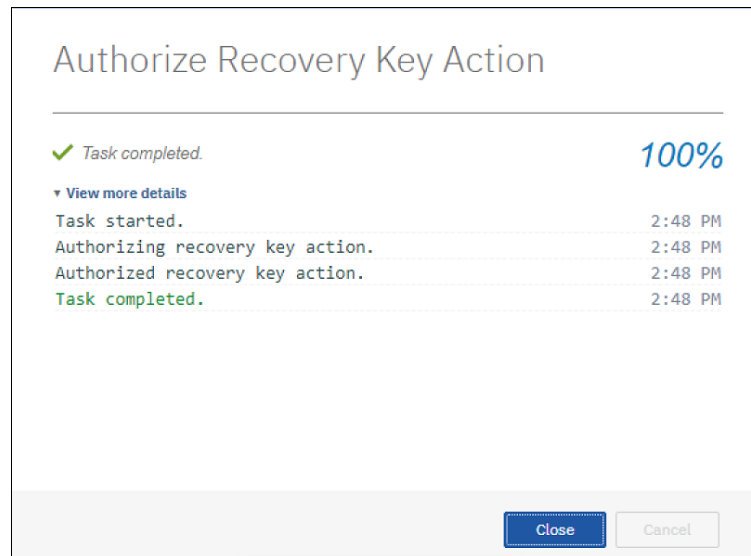 Authorize Recovery Key Action
Task completed. 100%
View more details
Task started. 2:48 PM
Authorizing recovery key action. 2:48 PM
Authorized recovery key action. 2:48 PM
Task completed. 2:48 PM
Close Cancel